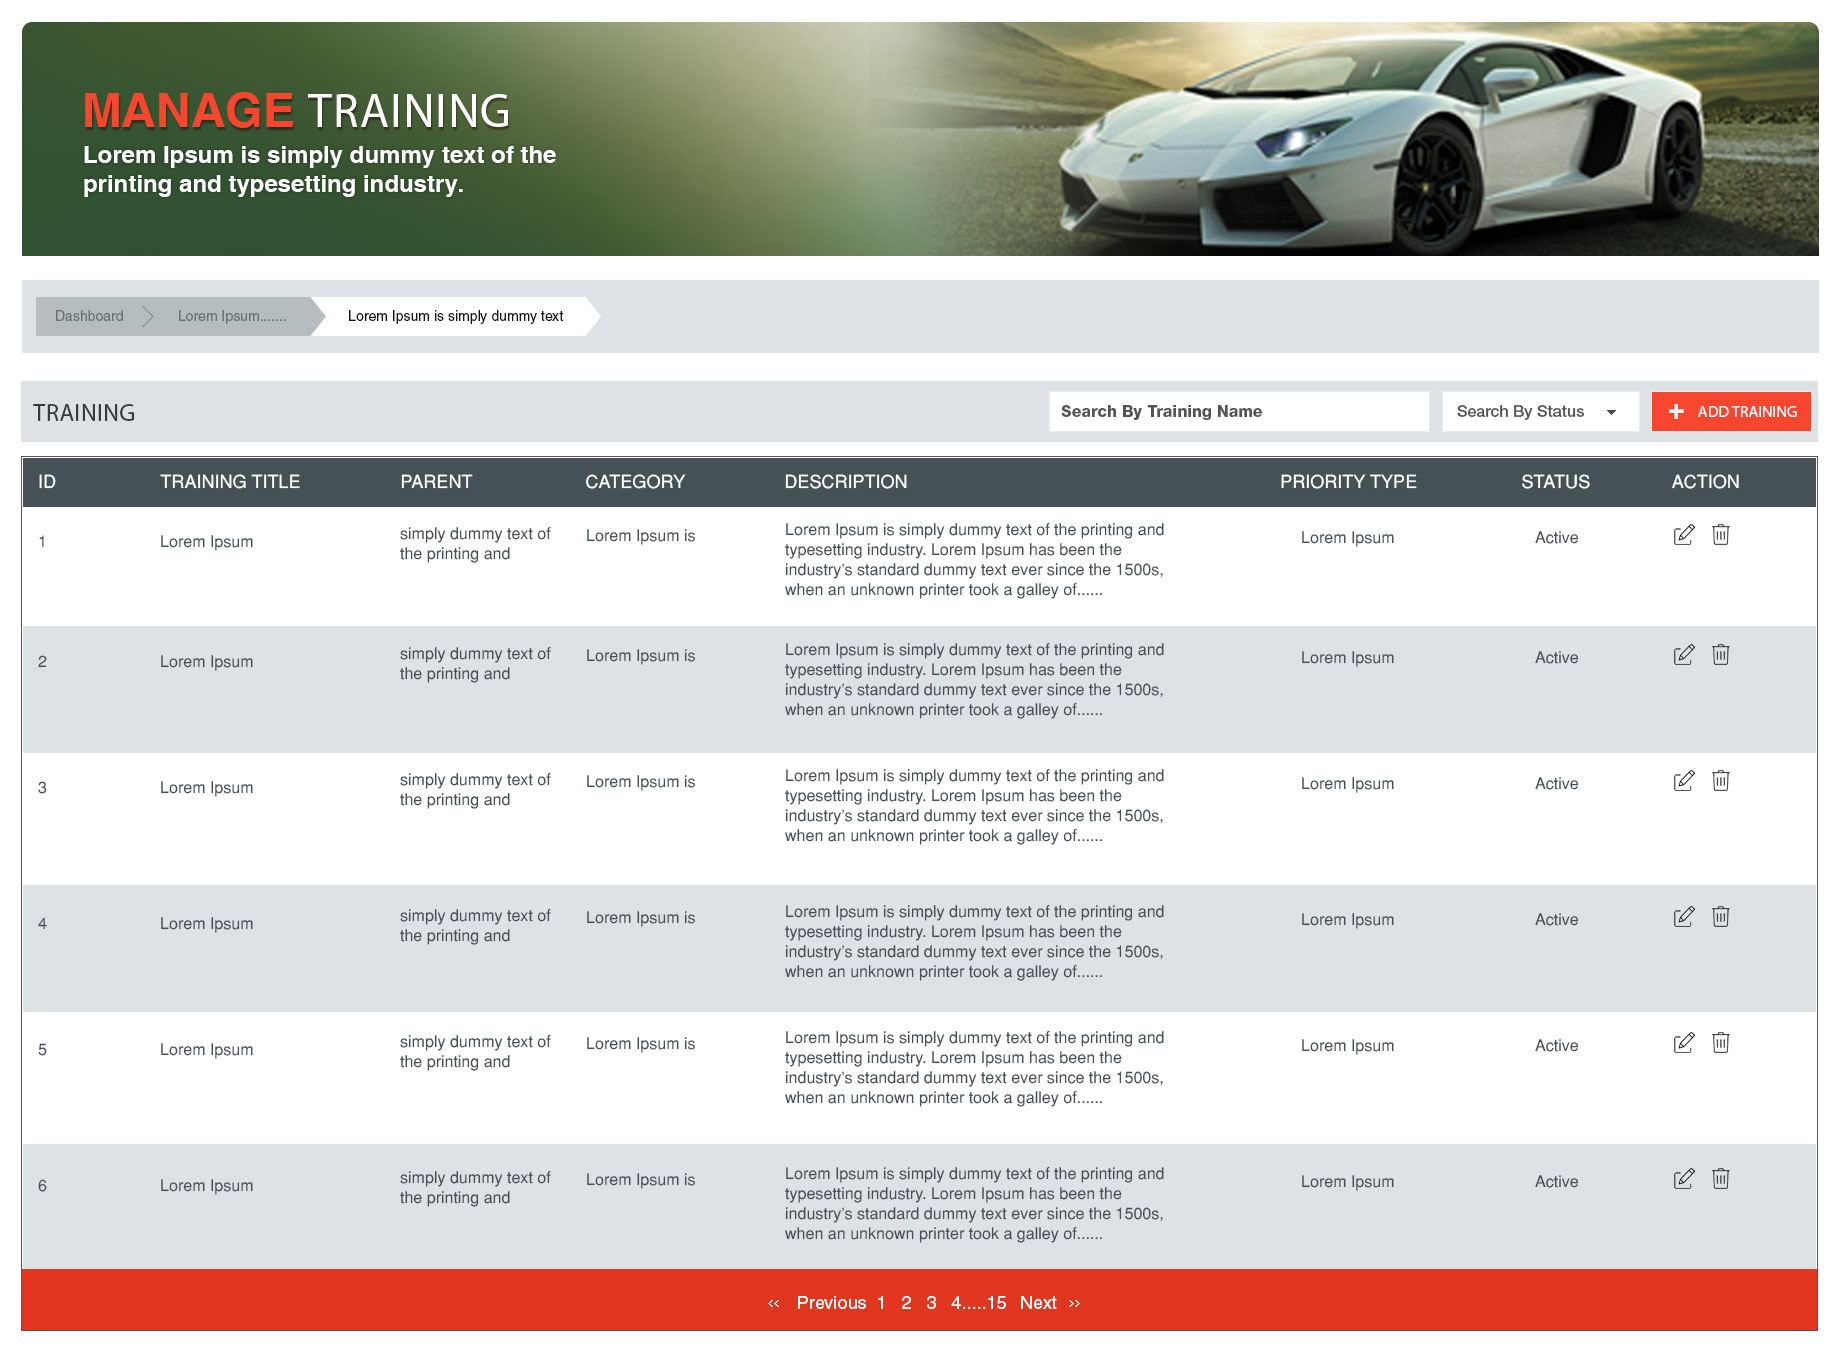 MANAGE TRAINING
Lorem Ipsum is simply dummy text of the
printing and typesetting industry.
Dashboard Lorem Ipsum....... Lorem Ipsum is simply dummy text
TRAINING Search By Training Name Search By Status ADD TRAINING
ID TRAINING TITLE PARENT CATEGORY DESCRIPTION PRIORITY TYPE STATUS ACTION
1 Lorem Ipsum simply dummy text of Lorem Ipsum is Lorem Ipsum is simply dummy text of the printing and Lorem Ipsum Active
the printing and typesetting industry. Lorem Ipsum has been the
industry’s standard dummy text ever since the 1500s,
when an unknown printer took a galley of......
2 Lorem Ipsum simply dummy text of Lorem Ipsum is Lorem Ipsum is simply dummy text of the printing and Lorem Ipsum Active
the printing and typesetting industry. Lorem Ipsum has been the
industry’s standard dummy text ever since the 1500s,
when an unknown printer took a galley of......
3 Lorem Ipsum simply dummy text of Lorem Ipsum is Lorem Ipsum is simply dummy text of the printing and Lorem Ipsum Active
the printing and typesetting industry. Lorem Ipsum has been the
industry’s standard dummy text ever since the 1500s,
when an unknown printer took a galley of......
4 Lorem Ipsum simply dummy text of Lorem Ipsum is Lorem Ipsum is simply dummy text of the printing and Lorem Ipsum Active
the printing and typesetting industry. Lorem Ipsum has been the
industry’s standard dummy text ever since the 1500s,
when an unknown printer took a galley of......
5 Lorem Ipsum simply dummy text of Lorem Ipsum is Lorem Ipsum is simply dummy text of the printing and Lorem Ipsum Active
the printing and typesetting industry. Lorem Ipsum has been the
industry’s standard dummy text ever since the 1500s,
when an unknown printer took a galley of......
6 Lorem Ipsum simply dummy text of Lorem Ipsum is Lorem Ipsum is simply dummy text of the printing and Lorem Ipsum Active
the printing and typesetting industry. Lorem Ipsum has been the
industry’s standard dummy text ever since the 1500s,
when an unknown printer took a galley of......
‹‹ Previous 1 2 3 4.....15 Next ››